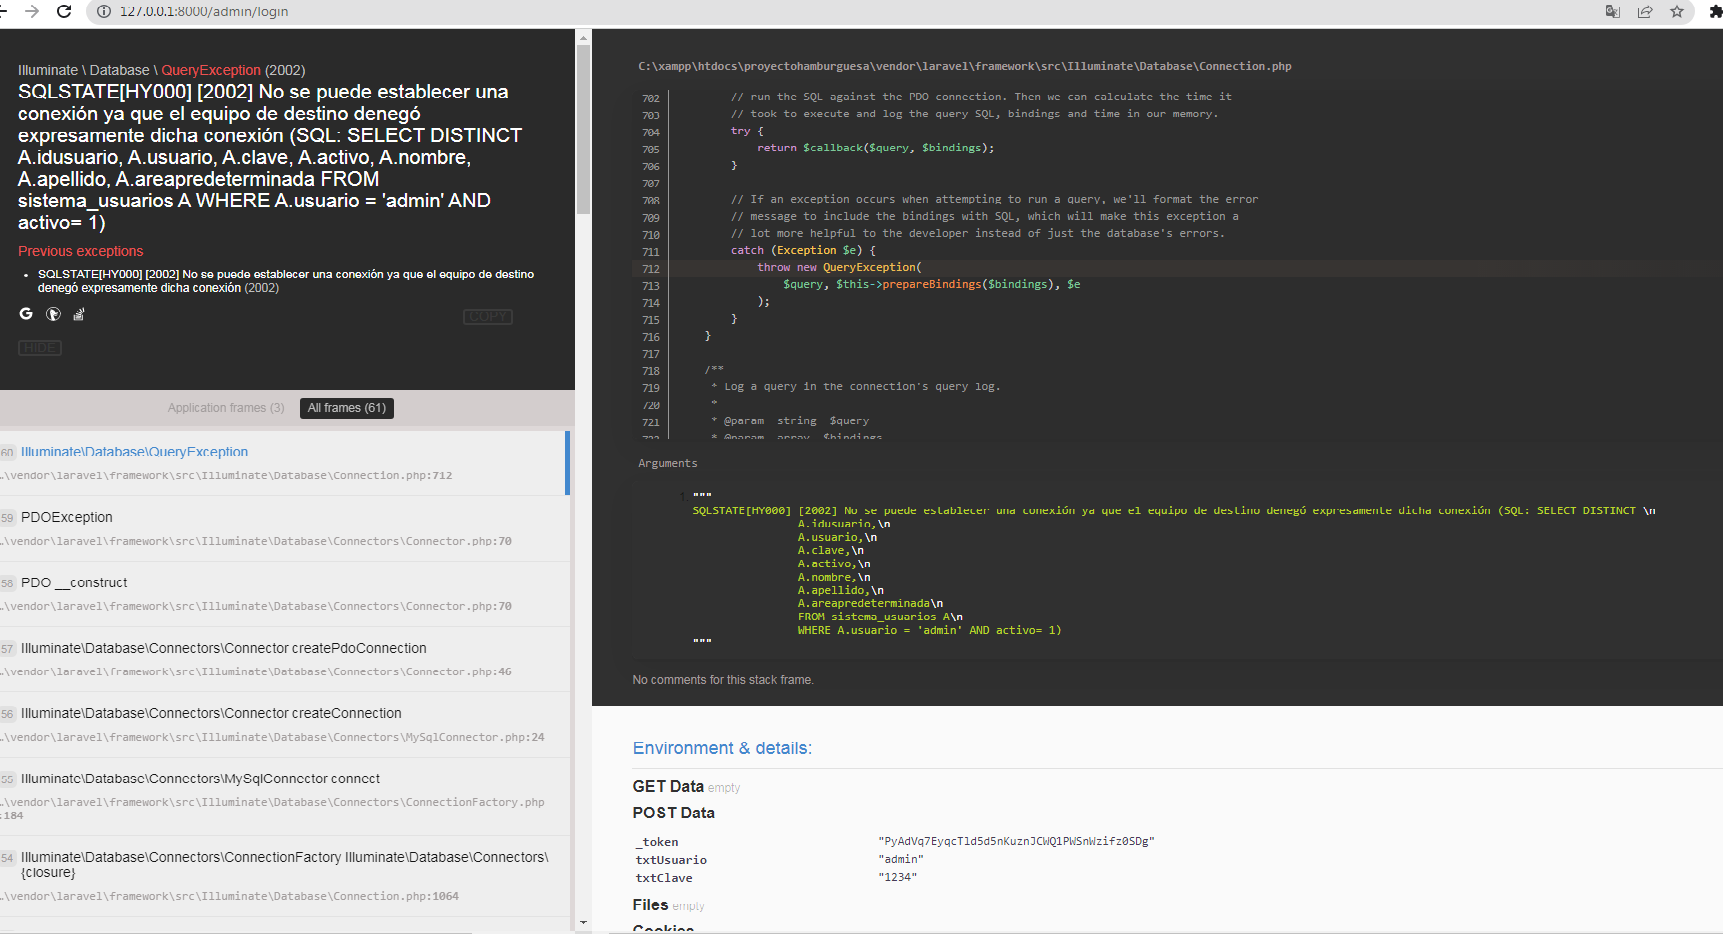 127.0.0.1:8000/admin/login
Illuminate \ Database \ QueryException (2002)
SQLSTATE[HY000] [2002] No se puede establecer una
conexión ya que el equipo de destino denegó
expresamente dicha conexión (SQL: SELECT DISTINCT
A.idusuario, A.usuario, A.clave, A.activo, A.nombre,
A.apellido, A.areapredeterminada FROM
sistema_usuarios A WHERE A.usuario = 'admin' AND
activo= 1)
Previous exceptions
• SQLSTATE[HY000] [2002] No se puede establecer una conexión ya que el equipo de destino
denegó expresamente dicha conexión (2002)
COPY
HIDE
Application frames (3)
All frames (61)
60 Illuminate\Database\QueryException
…\vendor\laravel\framework\src\Illuminate\Database\Connection.php:712
59 PDOException
…\vendor\laravel\framework\src\Illuminate\Database\Connectors\Connector.php:70
58 PDO __construct
…\vendor\laravel\framework\src\Illuminate\Database\Connectors\Connector.php:70
57 Illuminate\Database\Connectors\Connector createPdoConnection
…\vendor\laravel\framework\src\Illuminate\Database\Connectors\Connector.php:46
56 Illuminate\Database\Connectors\Connector createConnection
…\vendor\laravel\framework\src\Illuminate\Database\Connectors\MySqlConnector.php:24
55 Illuminate\Database\Connectors\MySqlConnector connect
…\vendor\laravel\framework\src\Illuminate\Database\Connectors\ConnectionFactory.php
:184
54 Illuminate\Database\Connectors\ConnectionFactory Illuminate\Database\Connectors\
{closure}
…\vendor\laravel\framework\src\Illuminate\Database\Connection.php:1064
C:\xampp\htdocs\proyectohamburguesa\vendor\laravel\framework\src\Illuminate\Database\Connection.php
702 // run the SQL against the PDO connection. Then we can calculate the time it
703 // took to execute and log the query SQL, bindings and time in our memory.
704 try {
705 return $callback($query, $bindings);
706 }
707
708 // If an exception occurs when attempting to run a query, we'll format the error
709 // message to include the bindings with SQL, which will make this exception a
710 // lot more helpful to the developer instead of just the database's errors.
711 catch (Exception $e) {
712 throw new QueryException(
713 $query, $this->prepareBindings($bindings), $e
714 );
715 }
716 }
717
718 /**
719 * Log a query in the connection's query log.
720 *
721 * @param string $query
722 * @param array $bindings
Arguments
1. """
SQLSTATE[HY000] [2002] No se puede establecer una conexión ya que el equipo de destino denegó expresamente dicha conexión (SQL: SELECT DISTINCT \n
A.idusuario,\n
A.usuario,\n
A.clave,\n
A.activo,\n
A.nombre,\n
A.apellido,\n
A.areapredeterminada\n
FROM sistema_usuarios A\n
WHERE A.usuario = 'admin' AND activo= 1)
"""
No comments for this stack frame.
Environment & details:
GET Data empty
POST Data
_token "PyAdVq7EyqcTld5d5nKuznJCWQ1PWSnWzifz0SDg"
txtUsuario "admin"
txtClave "1234"
Files empty
Cookies